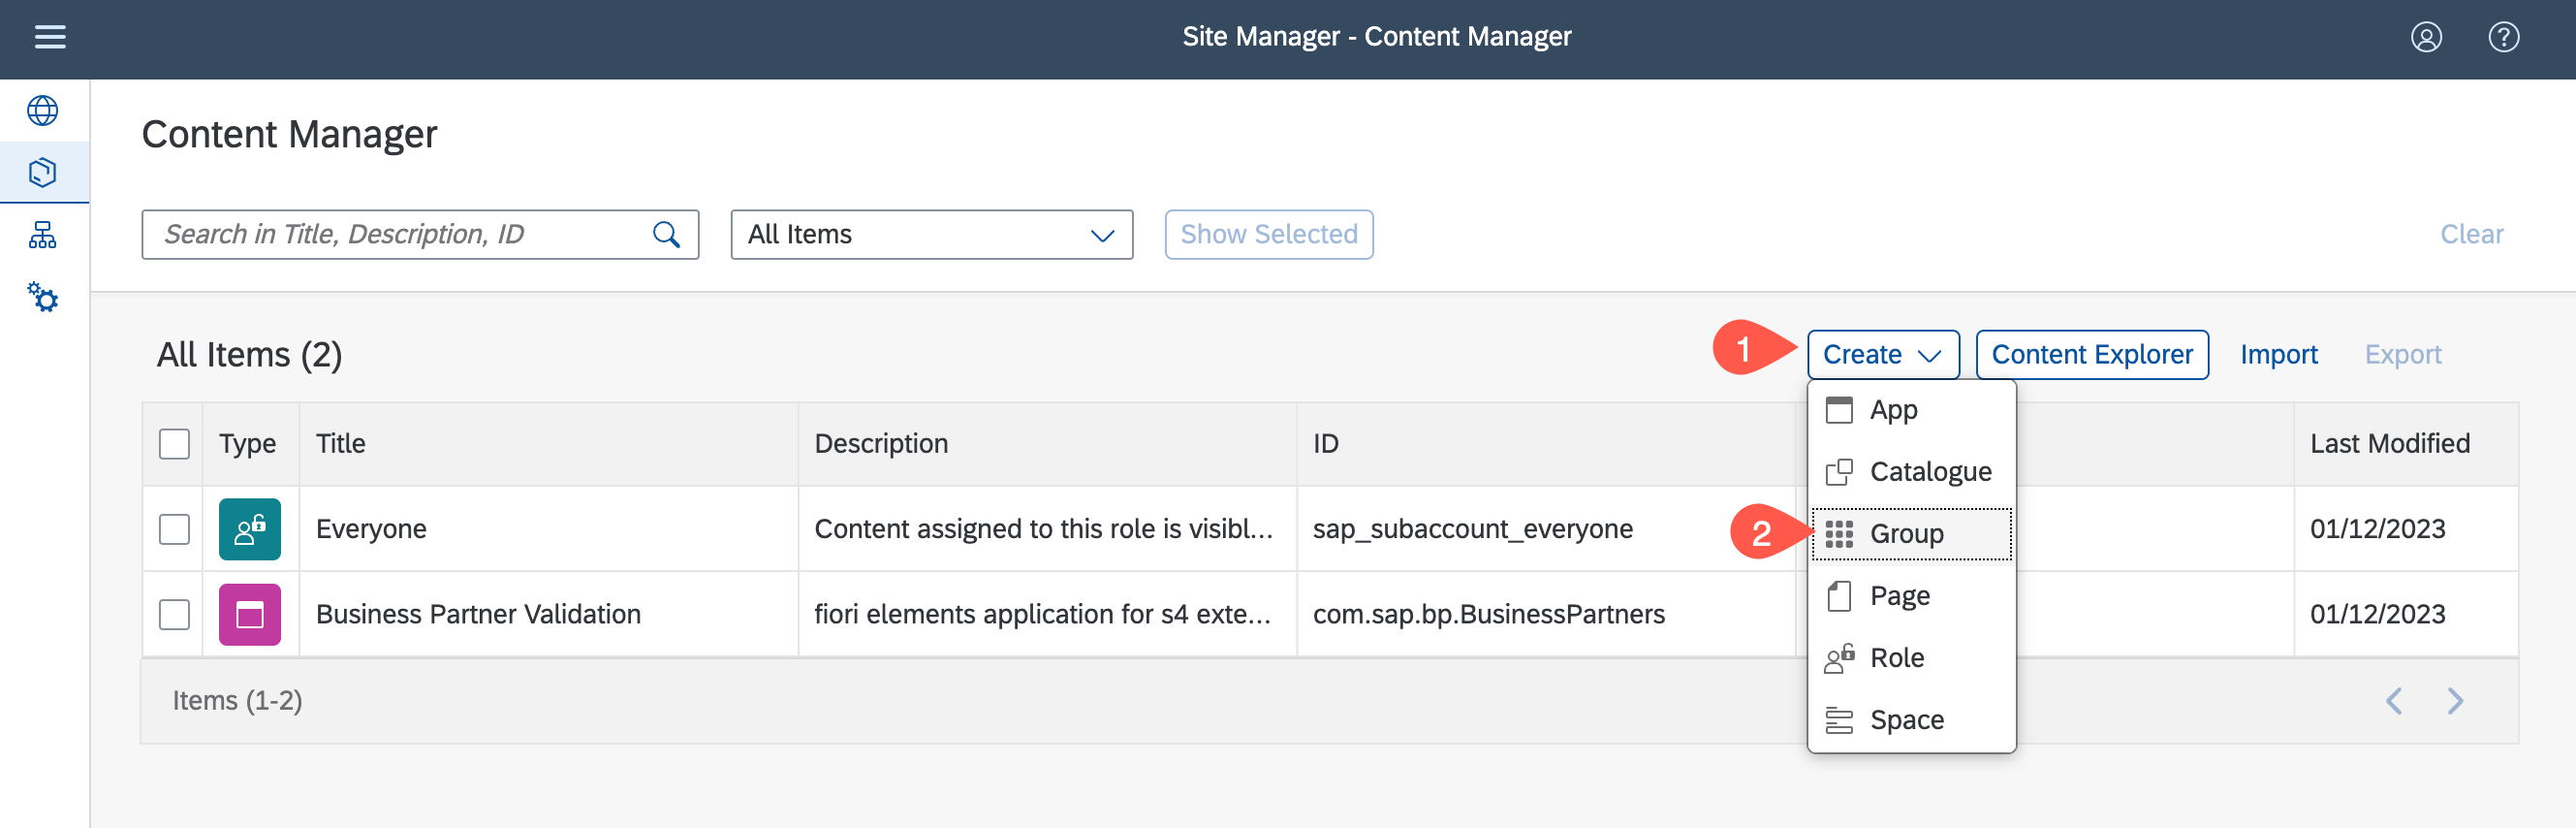 Site Manager - Content Manager
?
Content Manager
Search in Title, Description, ID
All Items
Show Selected
Clear
All Items (2)
1
Create
Content Explorer
Import
Export
App
Catalogue
2
Group
Page
Role
Space
Type
Title
Description
ID
Last Modified
Everyone
Content assigned to this role is visibl...
sap_subaccount_everyone
01/12/2023
Business Partner Validation
fiori elements application for s4 exte...
com.sap.bp.BusinessPartners
01/12/2023
Items (1-2)